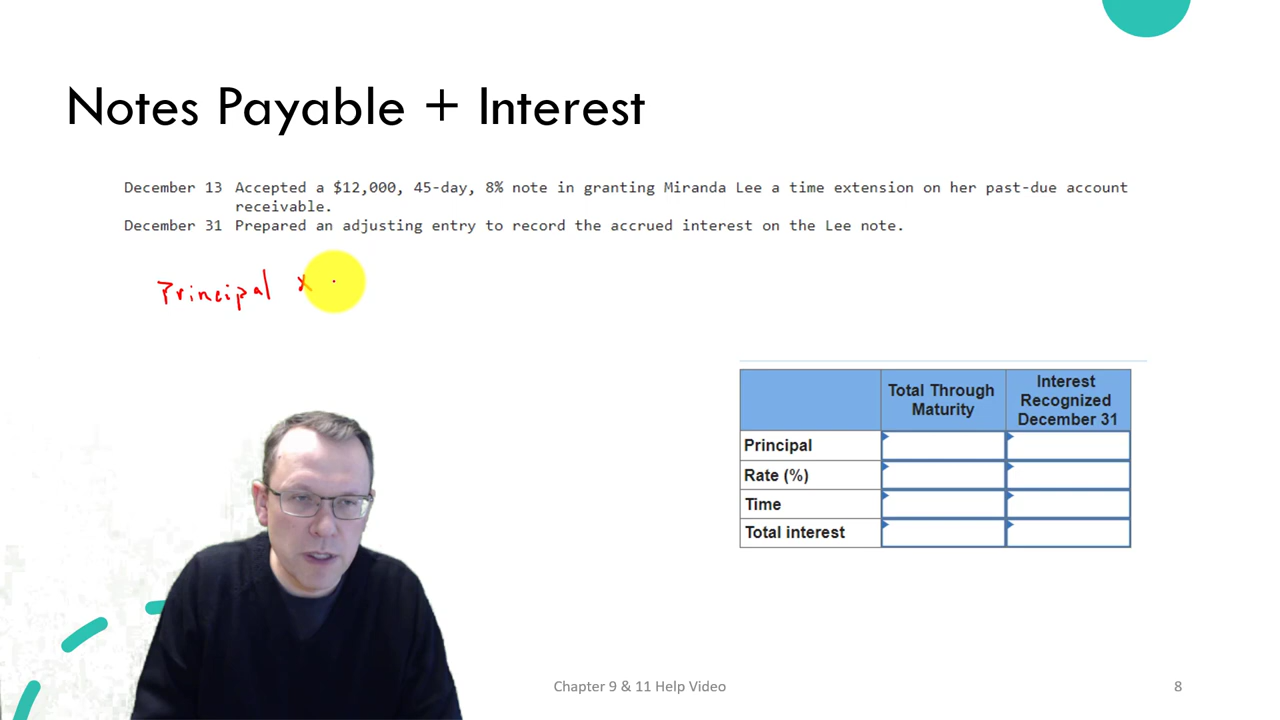 Notes Payable + Interest
December 13 Accepted a $12,000, 45-day, 8% note in granting Miranda Lee a time extension on her past-due account
receivable.
December 31 Prepared an adjusting entry to record the accrued interest on the Lee note.
Principal x
Total Through
Maturity
Interest
Recognized
December 31
Principal
Rate (%)
Time
Total interest
Chapter 9 & 11 Help Video
8